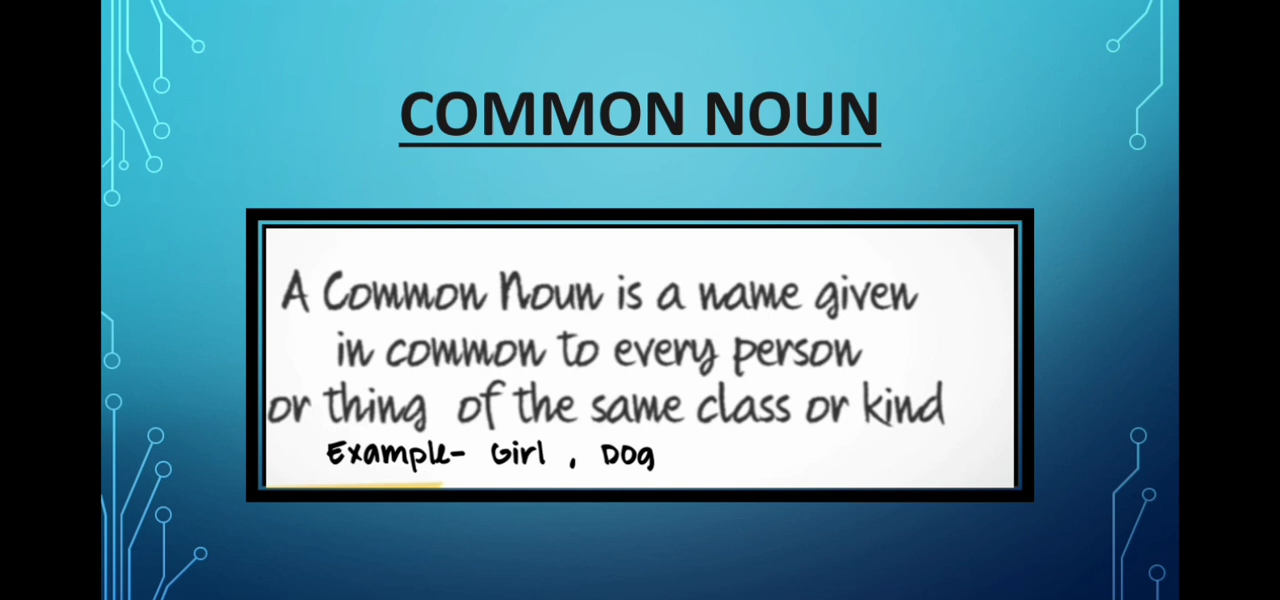 COMMON NOUN
A Common Noun is a name given
in common to every person
or thing of the same class or kind
Example- Girl , Dog